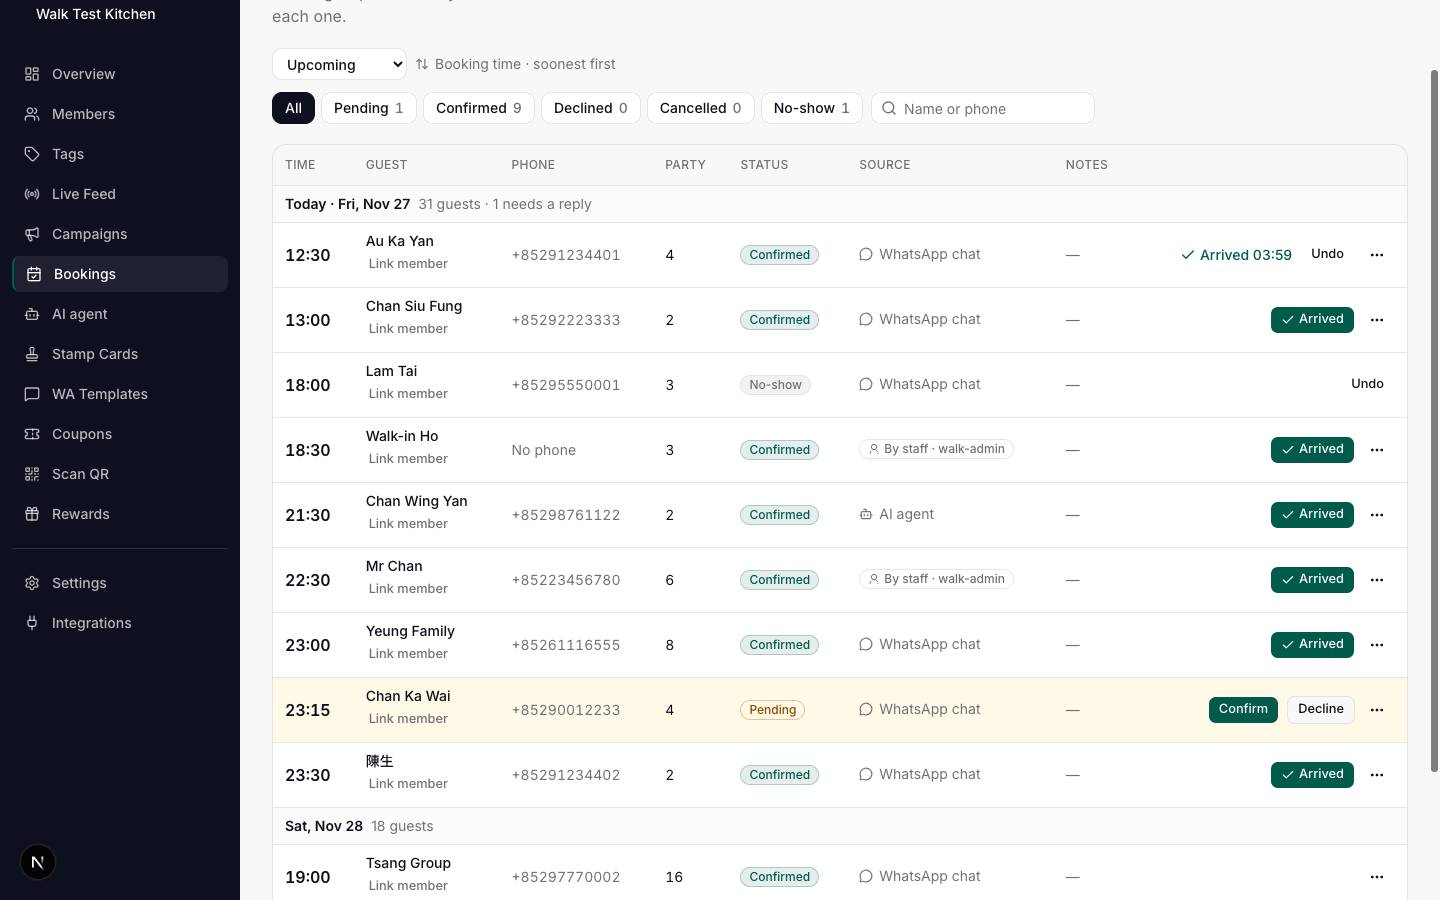 Walk Test Kitchen
Overview
Members
Tags
Live Feed
Campaigns
Bookings
AI agent
Stamp Cards
WA Templates
Coupons
Scan QR
Rewards
Settings
Integrations
N
each one.
Upcoming Booking time · soonest first
All Pending 1 Confirmed 9 Declined 0 Cancelled 0 No-show 1 Name or phone
TIME GUEST PHONE PARTY STATUS SOURCE NOTES
Today · Fri, Nov 27 31 guests · 1 needs a reply
12:30 Au Ka Yan +85291234401 4 Confirmed WhatsApp chat — Arrived 03:59 Undo ···
Link member
13:00 Chan Siu Fung +85292223333 2 Confirmed WhatsApp chat — Arrived ···
Link member
18:00 Lam Tai +85295550001 3 No-show WhatsApp chat — Undo
Link member
18:30 Walk-in Ho No phone 3 Confirmed By staff · walk-admin — Arrived ···
Link member
21:30 Chan Wing Yan +85298761122 2 Confirmed AI agent — Arrived ···
Link member
22:30 Mr Chan +85223456780 6 Confirmed By staff · walk-admin — Arrived ···
Link member
23:00 Yeung Family +85261116555 8 Confirmed WhatsApp chat — Arrived ···
Link member
23:15 Chan Ka Wai +85290012233 4 Pending WhatsApp chat — Confirm Decline ···
Link member
23:30 陳生 +85291234402 2 Confirmed WhatsApp chat — Arrived ···
Link member
Sat, Nov 28 18 guests
19:00 Tsang Group +85297770002 16 Confirmed WhatsApp chat — ···
Link member